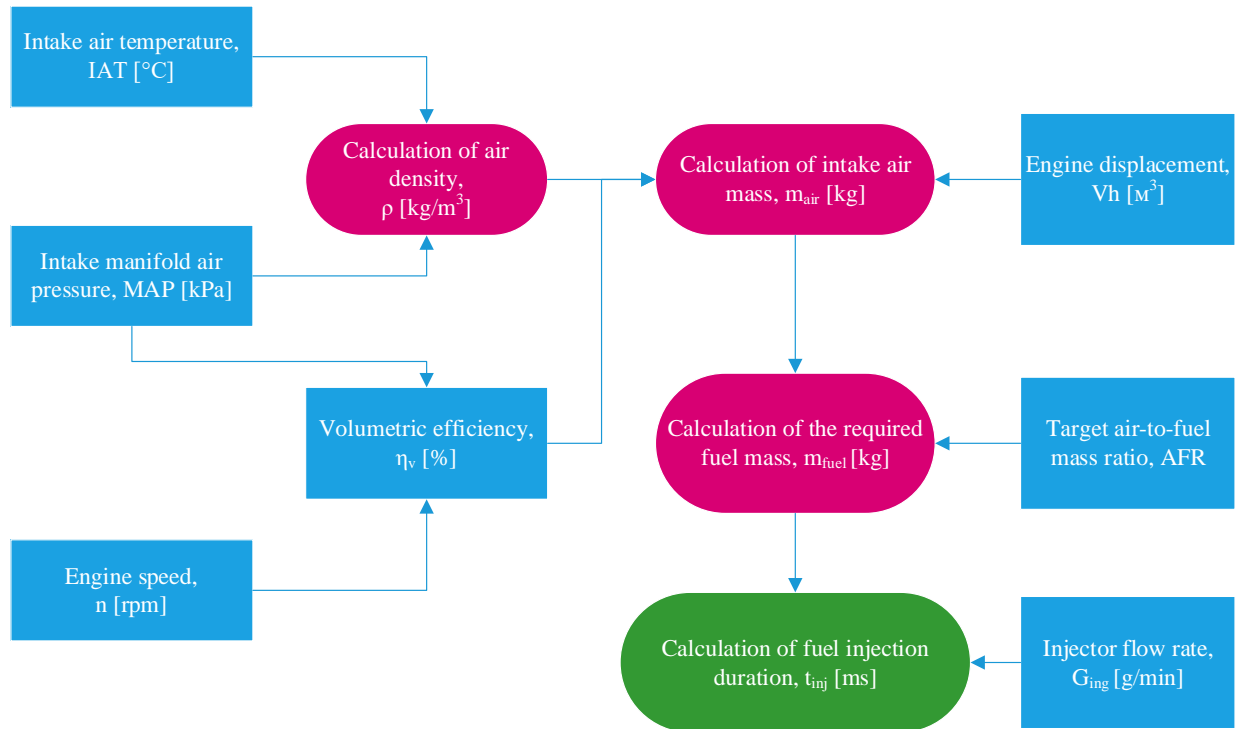 Intake air temperature,
IAT [°C]
Calculation of air
density,
ρ [kg/m³]
Calculation of intake air
mass, mair [kg]
Engine displacement,
Vh [м³]
Intake manifold air
pressure, MAP [kPa]
Volumetric efficiency,
ηv [%]
Calculation of the required
fuel mass, mfuel [kg]
Target air-to-fuel
mass ratio, AFR
Engine speed,
n [rpm]
Calculation of fuel injection
duration, tinj [ms]
Injector flow rate,
Ging [g/min]